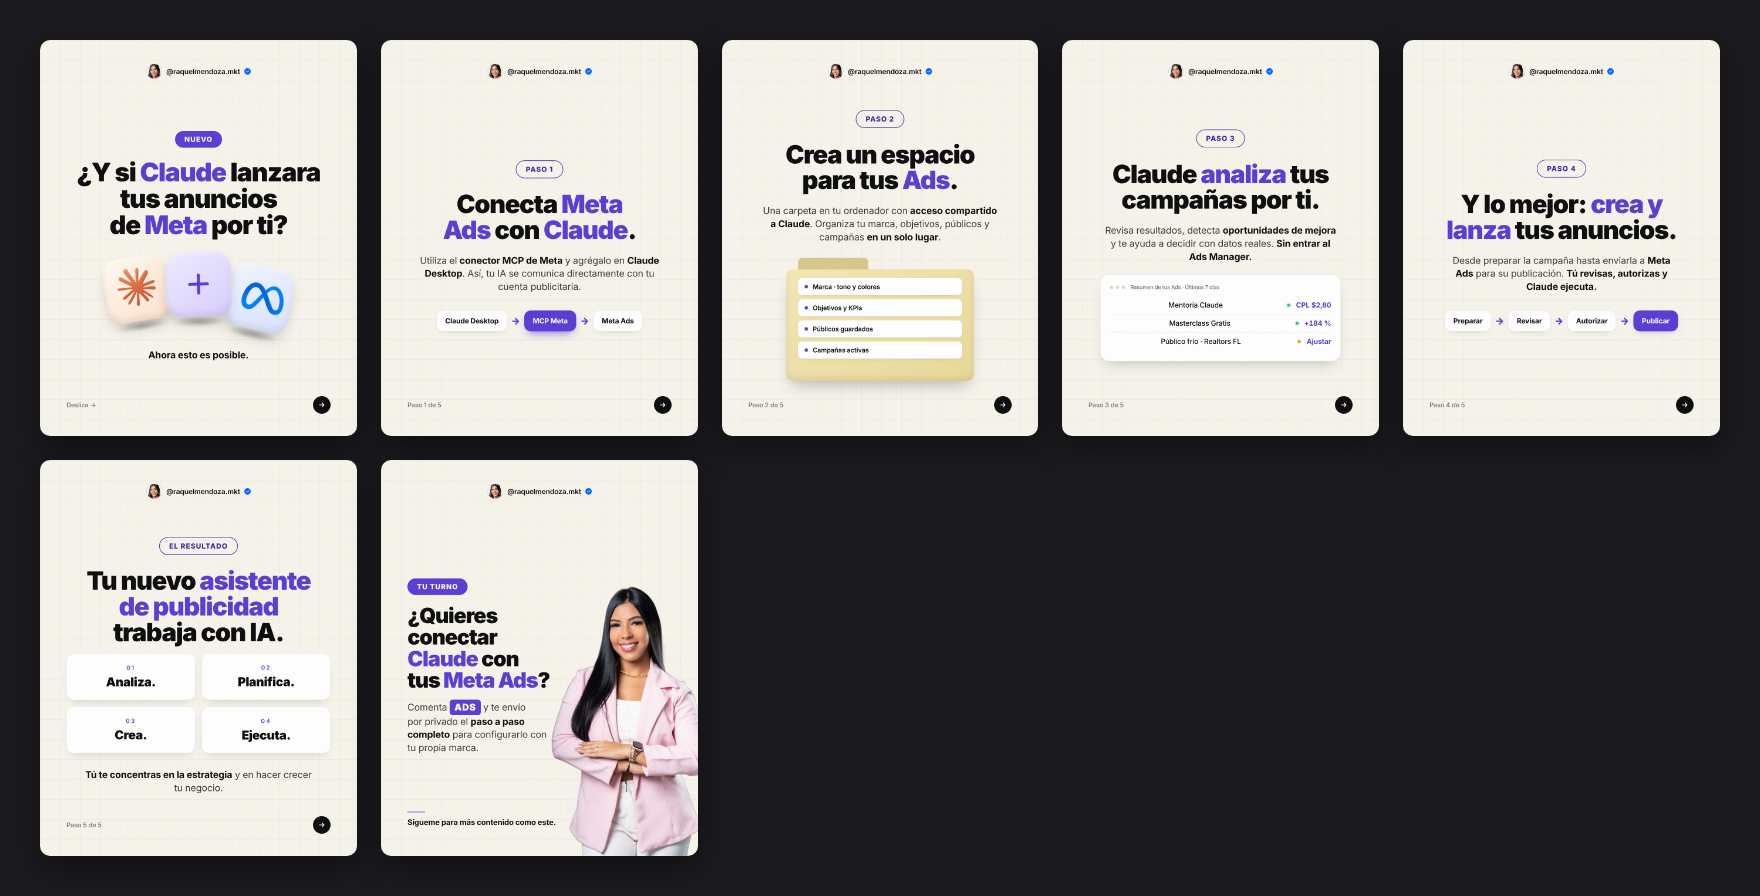 @raquelmendoza.mkt
NUEVO
¿Y si Claude lanzara
tus anuncios
de Meta por ti?
Ahora esto es posible.
Desliza →
@raquelmendoza.mkt
PASO 1
Conecta Meta
Ads con Claude.
Utiliza el conector MCP de Meta y agrégalo en Claude
Desktop. Así, tu IA se comunica directamente con tu
cuenta publicitaria.
Claude Desktop → MCP Meta → Meta Ads
Paso 1 de 5
@raquelmendoza.mkt
PASO 2
Crea un espacio
para tus Ads.
Una carpeta en tu ordenador con acceso compartido
a Claude. Organiza tu marca, objetivos, públicos y
campañas en un solo lugar.
Marca · tono y colores
Objetivos y KPIs
Públicos guardados
Campañas activas
Paso 2 de 5
@raquelmendoza.mkt
PASO 3
Claude analiza tus
campañas por ti.
Revisa resultados, detecta oportunidades de mejora
y te ayuda a decidir con datos reales. Sin entrar al
Ads Manager.
Resumen de tus Ads · Últimos 7 días
Mentoría Claude CPL $2,80
Masterclass Gratis +184 %
Público frío · Realtors FL Ajustar
Paso 3 de 5
@raquelmendoza.mkt
PASO 4
Y lo mejor: crea y
lanza tus anuncios.
Desde preparar la campaña hasta enviarla a Meta
Ads para su publicación. Tú revisas, autorizas y
Claude ejecuta.
Preparar → Revisar → Autorizar → Publicar
Paso 4 de 5
@raquelmendoza.mkt
EL RESULTADO
Tu nuevo asistente
de publicidad
trabaja con IA.
01
Analiza.
02
Planifica.
03
Crea.
04
Ejecuta.
Tú te concentras en la estrategia y en hacer crecer
tu negocio.
Paso 5 de 5
@raquelmendoza.mkt
TU TURNO
¿Quieres
conectar
Claude con
tus Meta Ads?
Comenta ADS y te envío
por privado el paso a paso
completo para configurarlo con
tu propia marca.
Sígueme para más contenido como este.